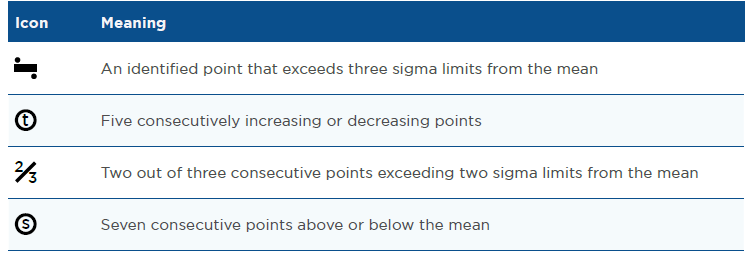 Icon Meaning
An identified point that exceeds three sigma limits from the mean
t Five consecutively increasing or decreasing points
2/3 Two out of three consecutive points exceeding two sigma limits from the mean
S Seven consecutive points above or below the mean